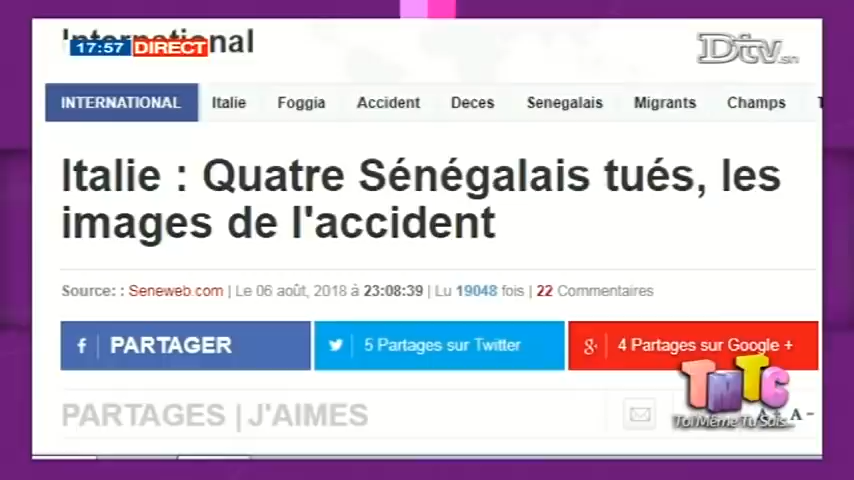 International
17:57 DIRECT
Dtv.sn
INTERNATIONAL Italie Foggia Accident Deces Senegalais Migrants Champs
Italie : Quatre Sénégalais tués, les
images de l'accident
Source: : Seneweb.com | Le 06 août, 2018 à 23:08:39 | Lu 19048 fois | 22 Commentaires
f PARTAGER 5 Partages sur Twitter 4 Partages sur Google +
PARTAGES | J'AIMES
TMTC
Toi Même Tu Sais...
A+ A-